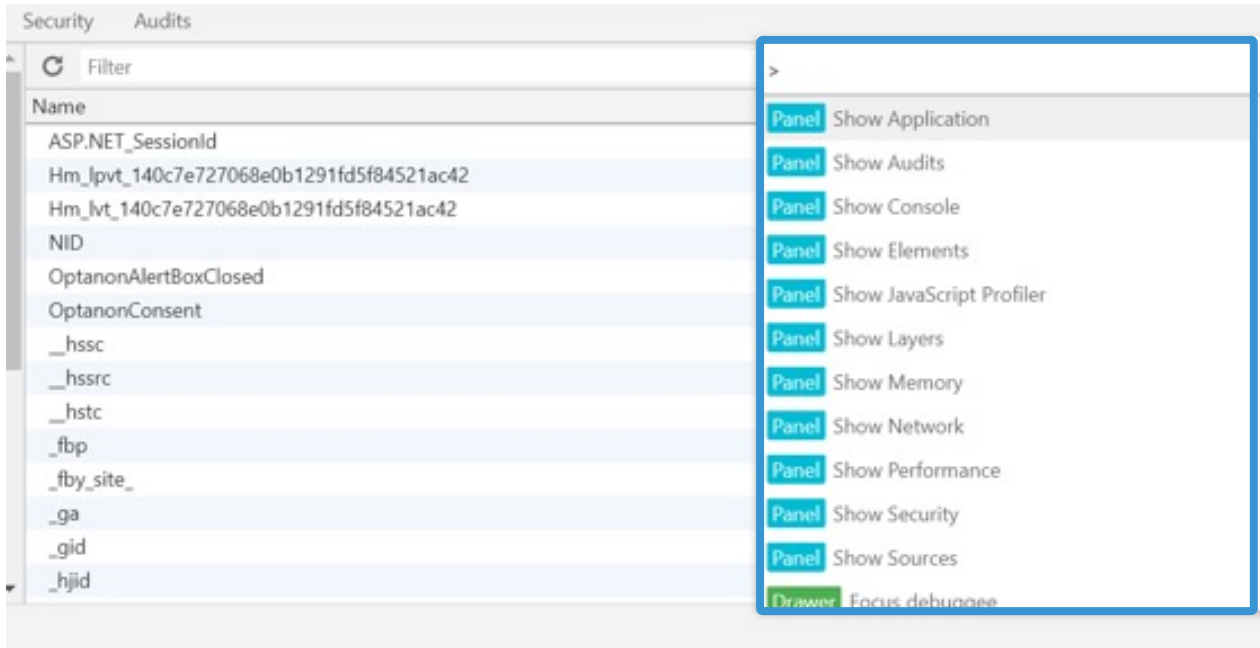 Security Audits
Filter
Name
ASP.NET_SessionId
Hm_lpvt_140c7e727068e0b1291fd5f84521ac42
Hm_lvt_140c7e727068e0b1291fd5f84521ac42
NID
OptanonAlertBoxClosed
OptanonConsent
__hssc
__hssrc
__hstc
_fbp
_fby_site_
_ga
_gid
_hjid
>
Panel Show Application
Panel Show Audits
Panel Show Console
Panel Show Elements
Panel Show JavaScript Profiler
Panel Show Layers
Panel Show Memory
Panel Show Network
Panel Show Performance
Panel Show Security
Panel Show Sources
Drawer Focus debuggee